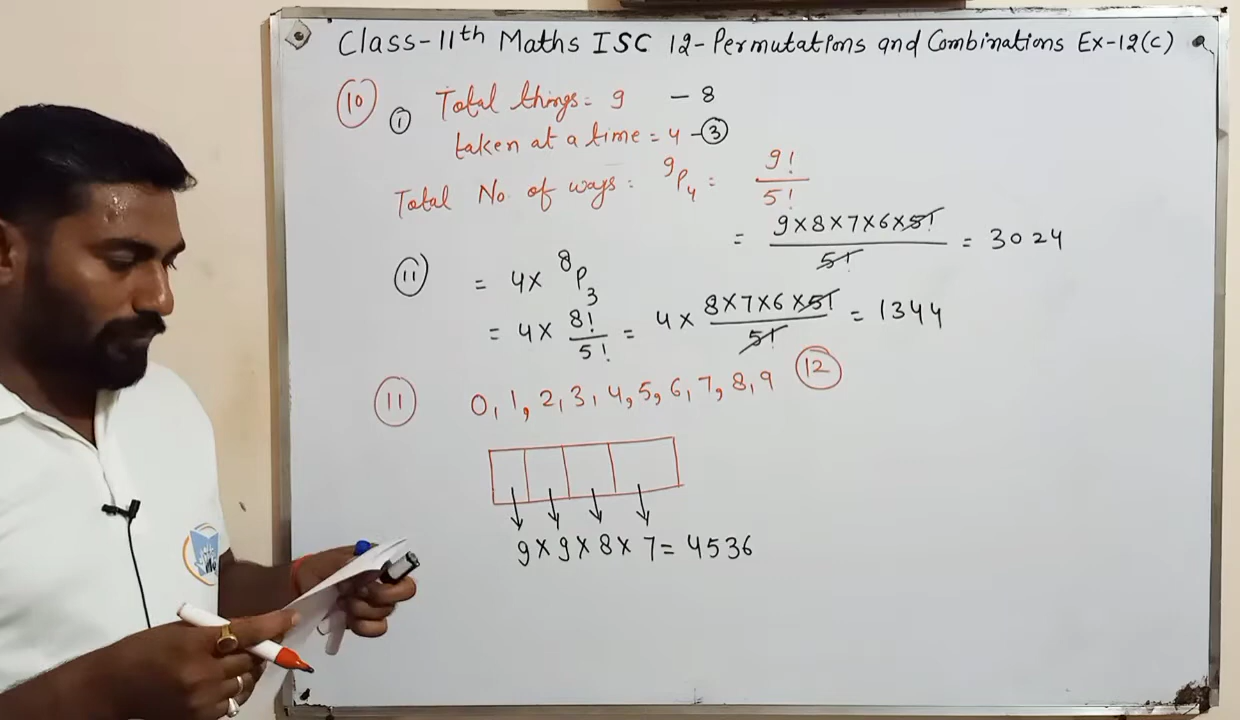 Class-11th Maths ISC 12-Permutations and Combinations Ex-12(c)
10 i Total things = 9 - 8
taken at a time = 4 - 3
Total No. of ways = ⁹P₄ = 9! / 5!
= 9×8×7×6×5! / 5! = 3024
ii = 4× ⁸P₃
= 4× 8! / 5! = 4× 8×7×6×5! / 5! = 1344
11 0, 1, 2, 3, 4, 5, 6, 7, 8, 9 12
9×9×8×7= 4536